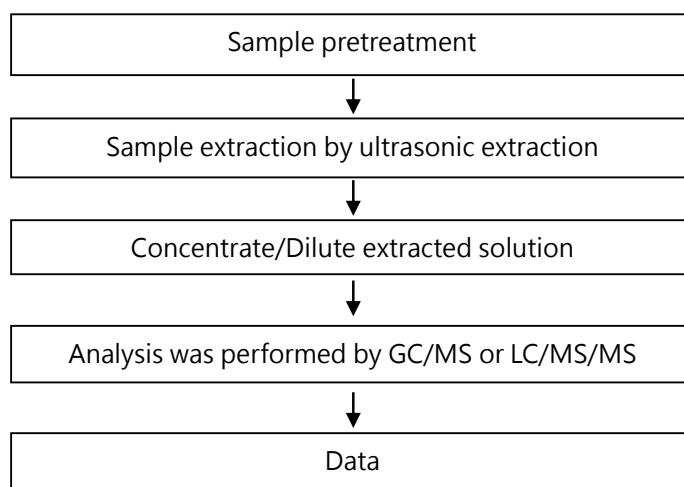 Sample pretreatment
Sample extraction by ultrasonic extraction
Concentrate/Dilute extracted solution
Analysis was performed by GC/MS or LC/MS/MS
Data